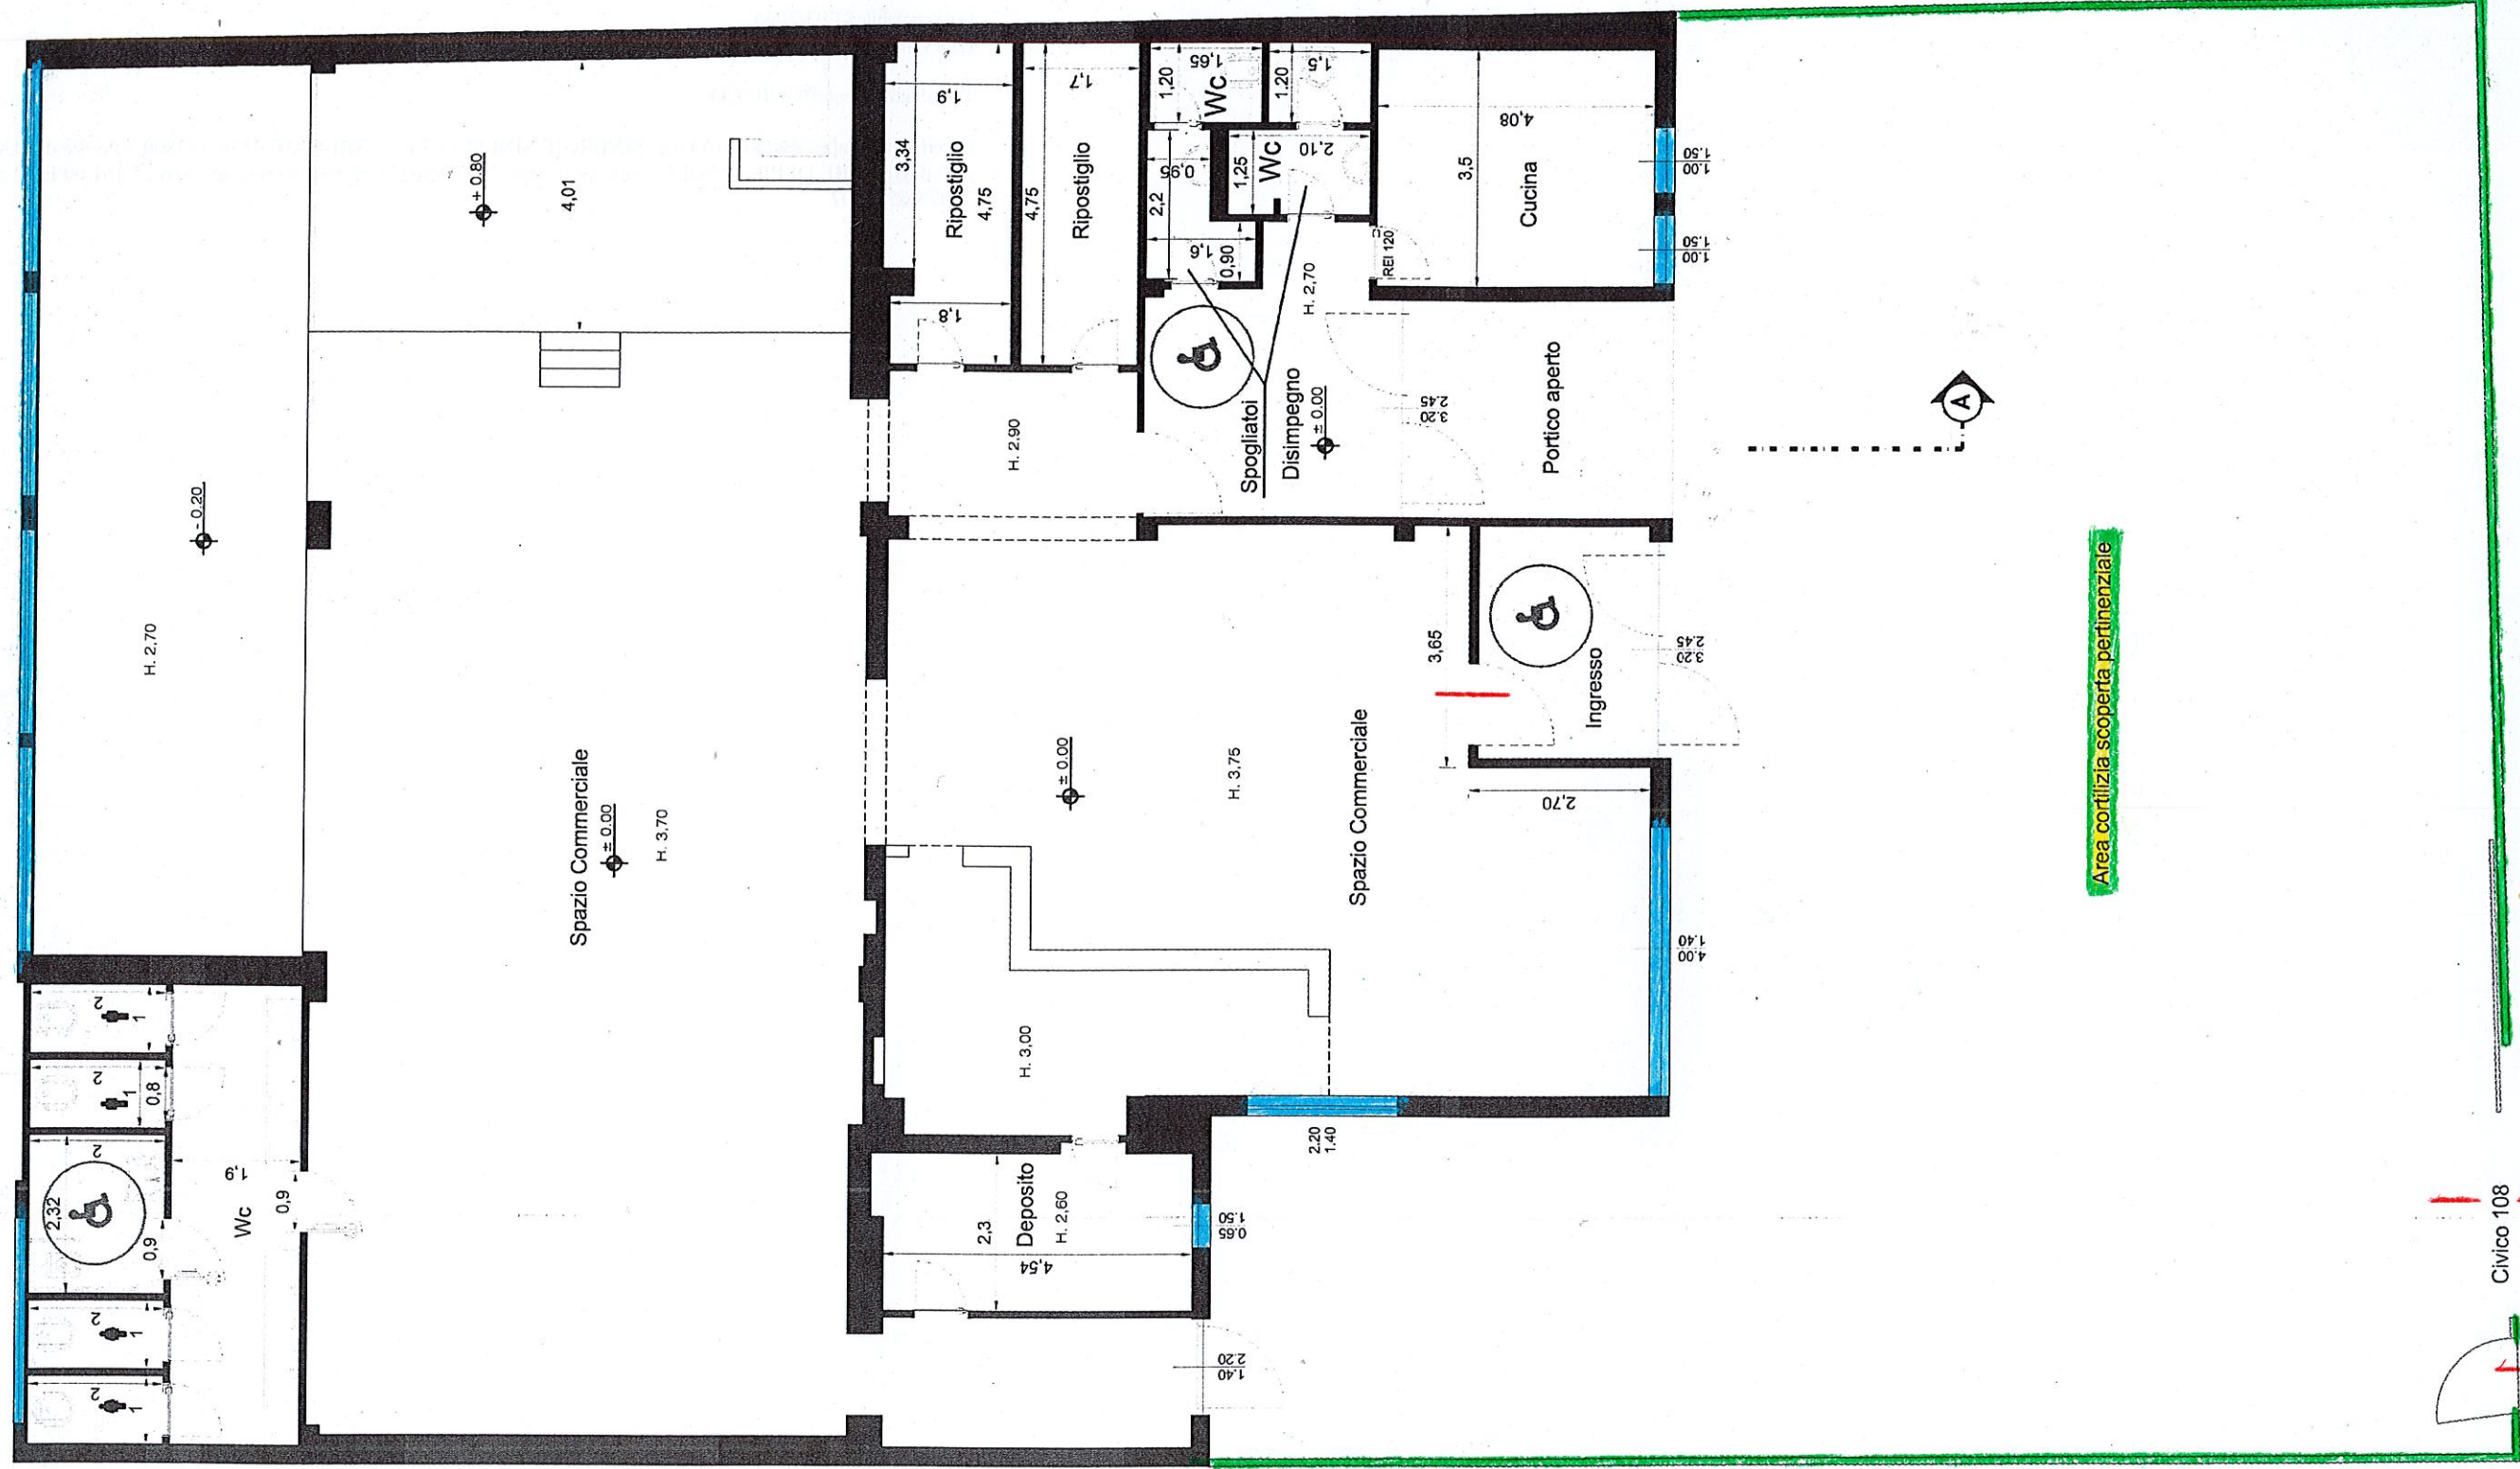 H. 2,70
- 0.20
+ 0.80
4,01
Spazio Commerciale
± 0.00
H. 3,70
2
1
2
1
0,8
2
2,32
0,9
2
1
2
1
1,9
Wc
0,9
3,34
1,9
Ripostiglio
4,75
1,8
4,75
1,7
Ripostiglio
H. 2.90
1,20
1,65
Wc
1.20
1,5
0,95
2,2
1,25
Wc
2,10
1,6
0,90
H. 2,70
REI 120
4,08
3,5
Cucina
1.00
1.50
1.00
1.50
Spogliatoi
Disimpegno
± 0.00
3.20
2.45
Portico aperto
A
± 0.00
H. 3.75
Spazio Commerciale
3,65
Ingresso
3.20
2.45
2,70
4.00
1.40
H. 3,00
2.20
1.40
2,3
Deposito
H. 2,60
4,54
0.65
1.50
1.40
2.20
Area cortilizia scoperta pertinenziale
Civico 108